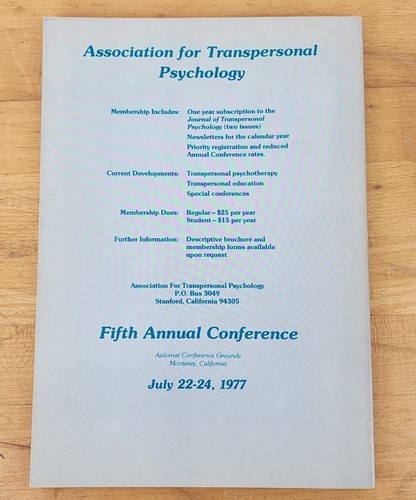 Association for Transpersonal
Psychology
Membership Includes: One year subscription to the
Journal of Transpersonal
Psychology (two issues)
Newsletters for the calendar year
Priority registration and reduced
Annual Conference rates.
Current Developments: Transpersonal psychotherapy
Transpersonal education
Special conferences
Membership Dues: Regular – $25 per year
Student – $15 per year
Further Information: Descriptive brochure and
membership forms available
upon request
Association For Transpersonal Psychology
P.O. Box 3049
Stanford, California 94305
Fifth Annual Conference
Asilomar Conference Grounds
Monterey, California
July 22-24, 1977